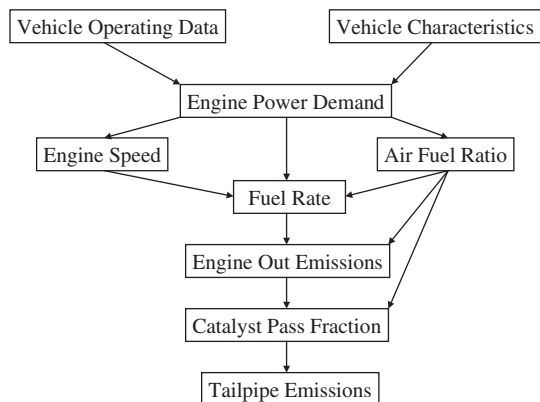 Vehicle Operating Data
Vehicle Characteristics
Engine Power Demand
Engine Speed
Air Fuel Ratio
Fuel Rate
Engine Out Emissions
Catalyst Pass Fraction
Tailpipe Emissions